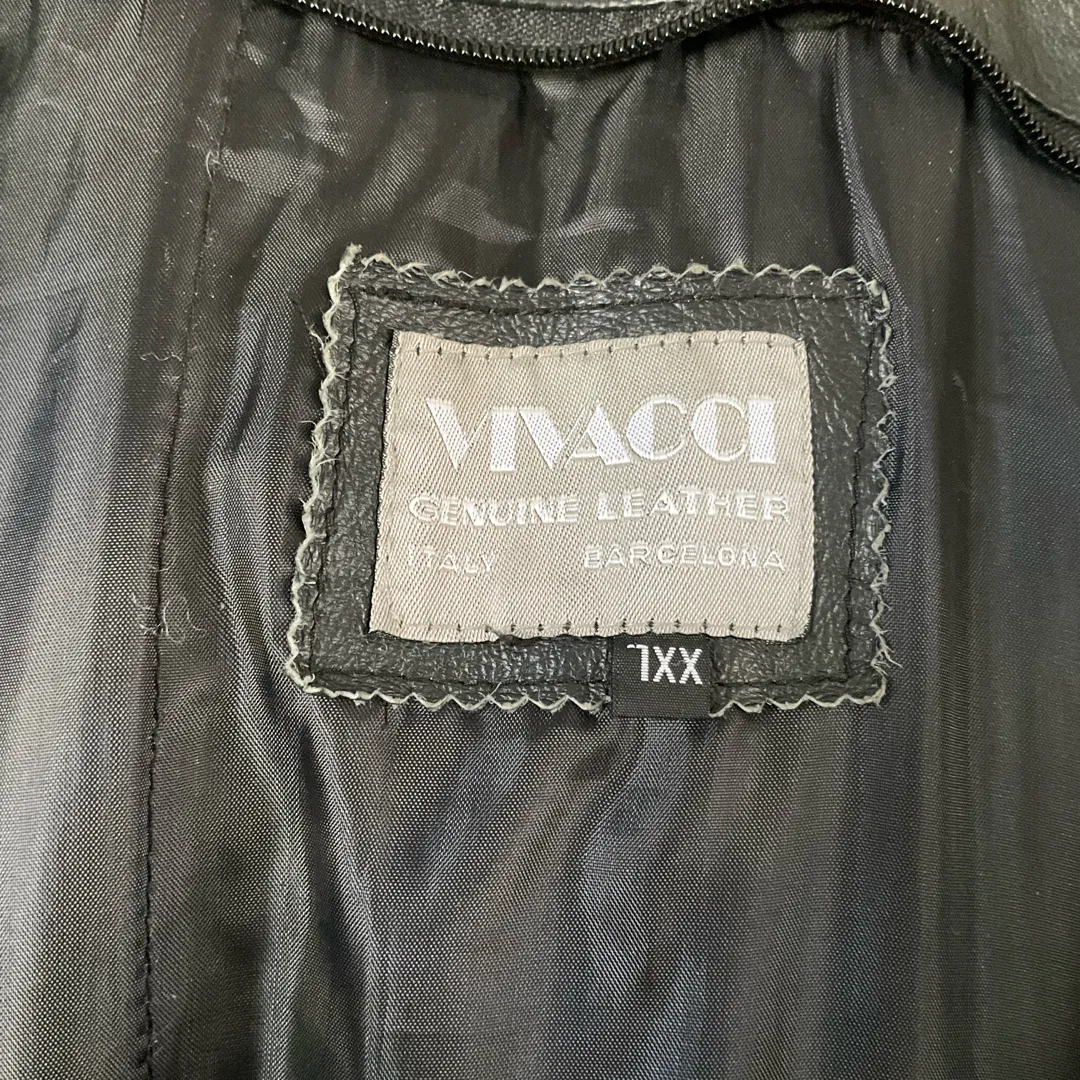 VIVACCI
GENUINE LEATHER
ITALY BARCELONA
XXL